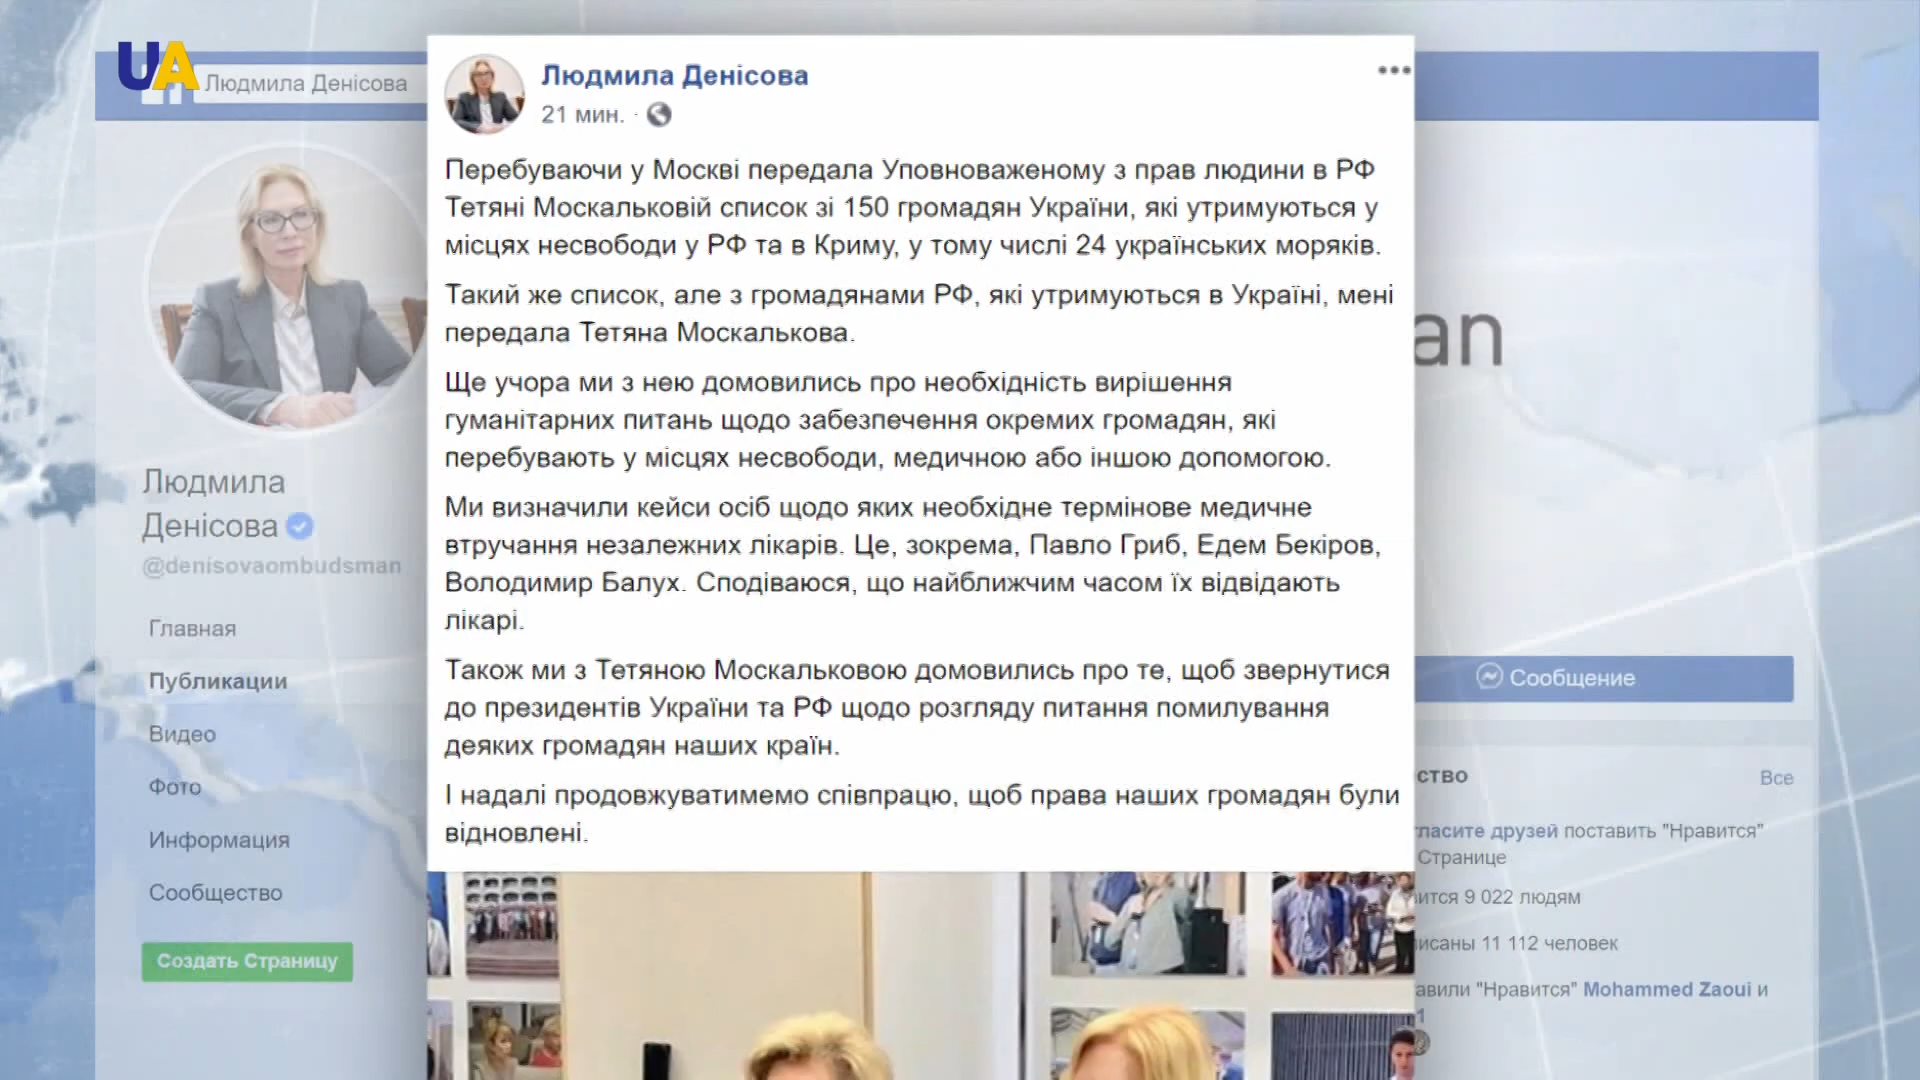 UA
Людмила Денісова
Людмила Денісова
21 мин. ·
Перебуваючи у Москві передала Уповноваженому з прав людини в РФ
Тетяні Москальковій список зі 150 громадян України, які утримуються у
місцях несвободи у РФ та в Криму, у тому числі 24 українських моряків.
Такий же список, але з громадянами РФ, які утримуються в Україні, мені
передала Тетяна Москалькова.
Ще учора ми з нею домовились про необхідність вирішення
гуманітарних питань щодо забезпечення окремих громадян, які
перебувають у місцях несвободи, медичною або іншою допомогою.
Ми визначили кейси осіб щодо яких необхідне термінове медичне
втручання незалежних лікарів. Це, зокрема, Павло Гриб, Едем Бекіров,
Володимир Балух. Сподіваюся, що найближчим часом їх відвідають
лікарі.
Також ми з Тетяною Москальковою домовились про те, щоб звернутися
до президентів України та РФ щодо розгляду питання помилування
деяких громадян наших країн.
І надалі продовжуватимемо співпрацю, щоб права наших громадян були
відновлені.
Людмила
Денісова
@denisovaombudsman
Главная
Публикации
Видео
Фото
Информация
Сообщество
Создать Страницу
an
Сообщение
ство
Все
гласите друзей поставить "Нравится"
Странице
ится 9 022 людям
исаны 11 112 человек
авили "Нравится" Mohammed Zaoui и
1